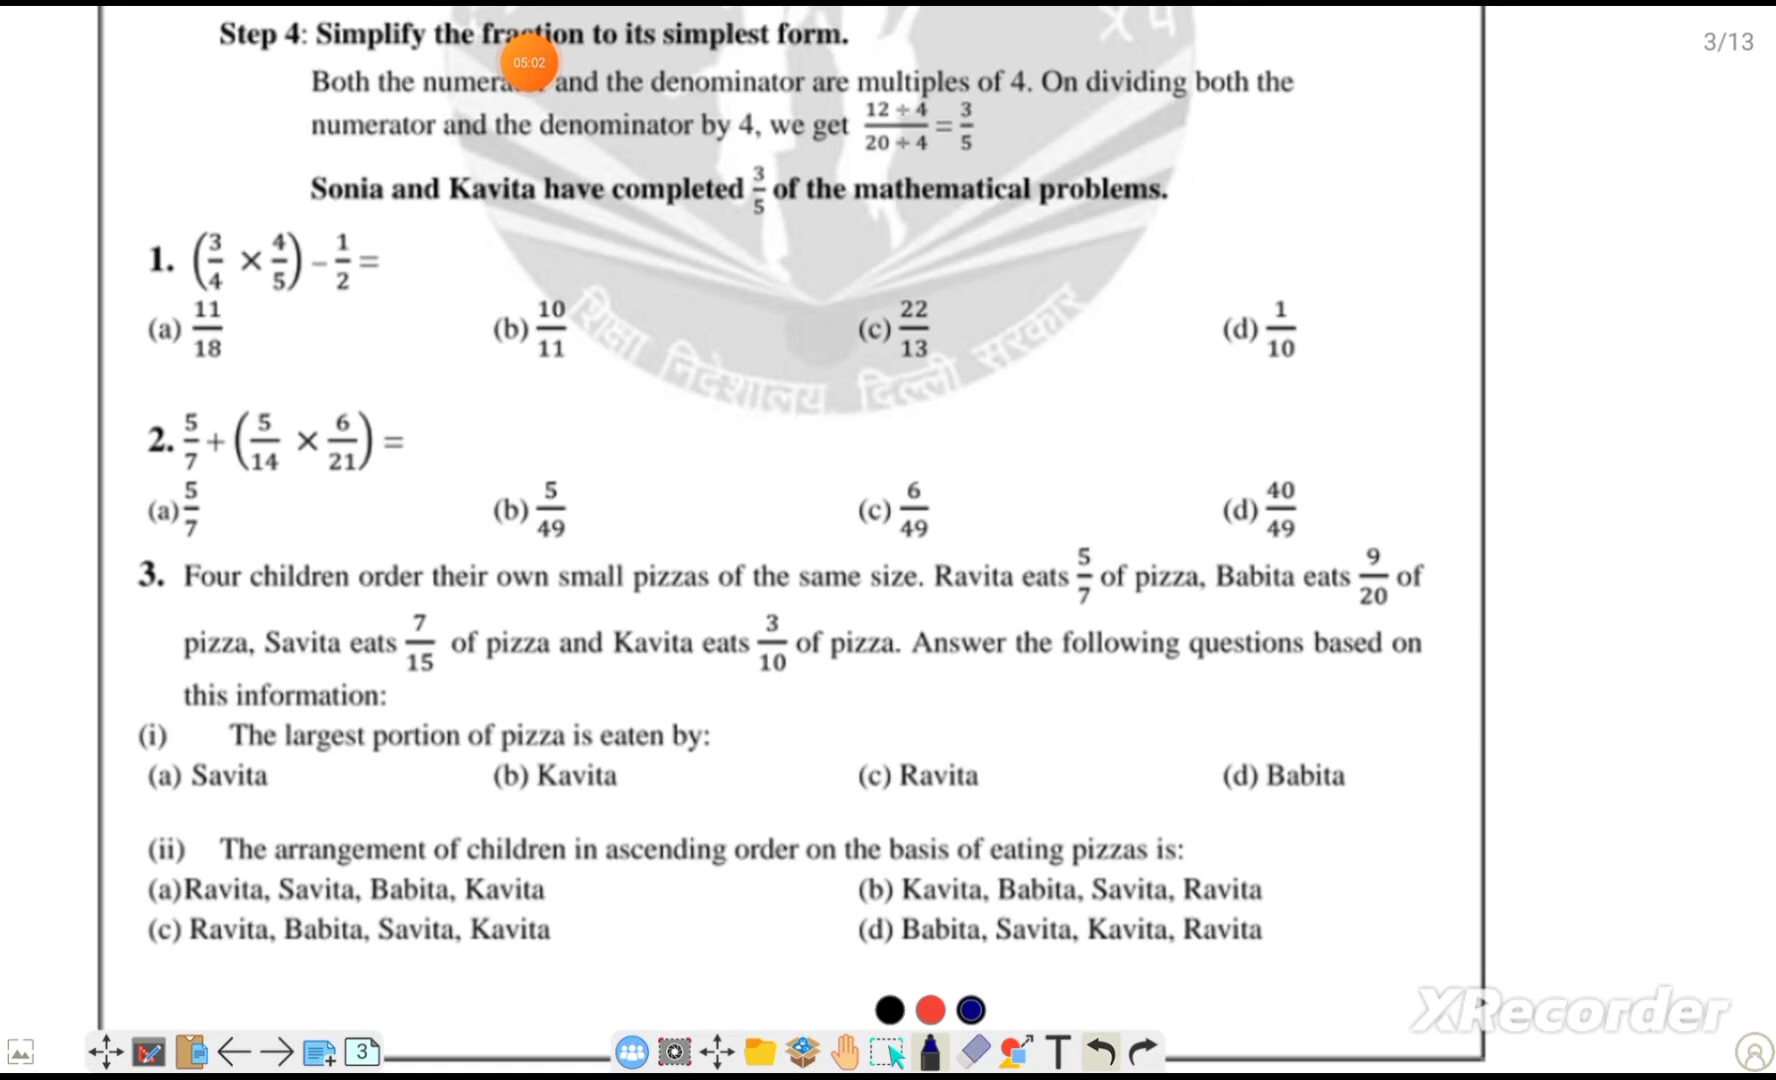 Step 4: Simplify the fraction to its simplest form.
3/13
05:02
Both the numera and the denominator are multiples of 4. On dividing both the
numerator and the denominator by 4, we get 12 ÷ 4 / 20 ÷ 4 = 3/5
Sonia and Kavita have completed 3/5 of the mathematical problems.
1. (3/4 × 4/5) - 1/2 =
(a) 11/18 (b) 10/11 (c) 22/13 (d) 1/10
शिक्षा निदेशालय दिल्ली सरकार
2. 5/7 + (5/14 × 6/21) =
(a) 5/7 (b) 5/49 (c) 6/49 (d) 40/49
3. Four children order their own small pizzas of the same size. Ravita eats 5/7 of pizza, Babita eats 9/20 of
pizza, Savita eats 7/15 of pizza and Kavita eats 3/10 of pizza. Answer the following questions based on
this information:
(i) The largest portion of pizza is eaten by:
(a) Savita (b) Kavita (c) Ravita (d) Babita
(ii) The arrangement of children in ascending order on the basis of eating pizzas is:
(a)Ravita, Savita, Babita, Kavita (b) Kavita, Babita, Savita, Ravita
(c) Ravita, Babita, Savita, Kavita (d) Babita, Savita, Kavita, Ravita
XRecorder
3 T